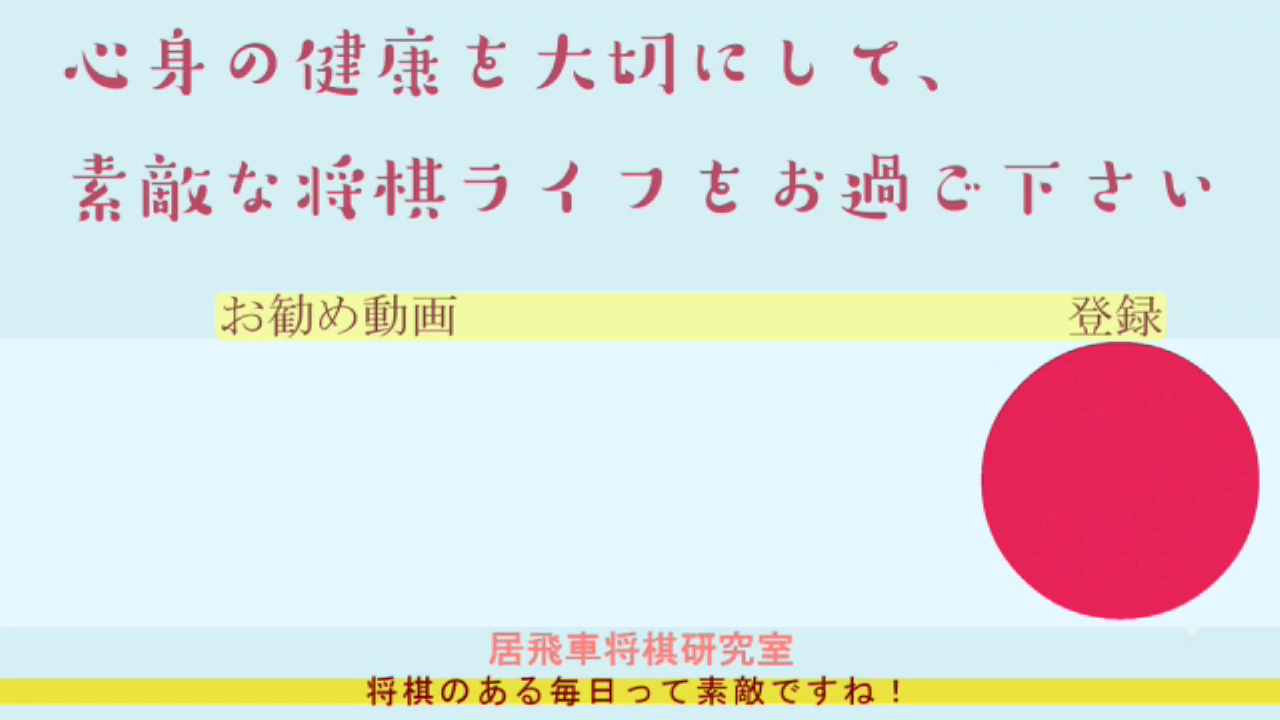 心身の健康を大切にして、
素敵な将棋ライフをお過ご下さい
お勧め動画 登録
居飛車将棋研究室
将棋のある毎日って素敵ですね！